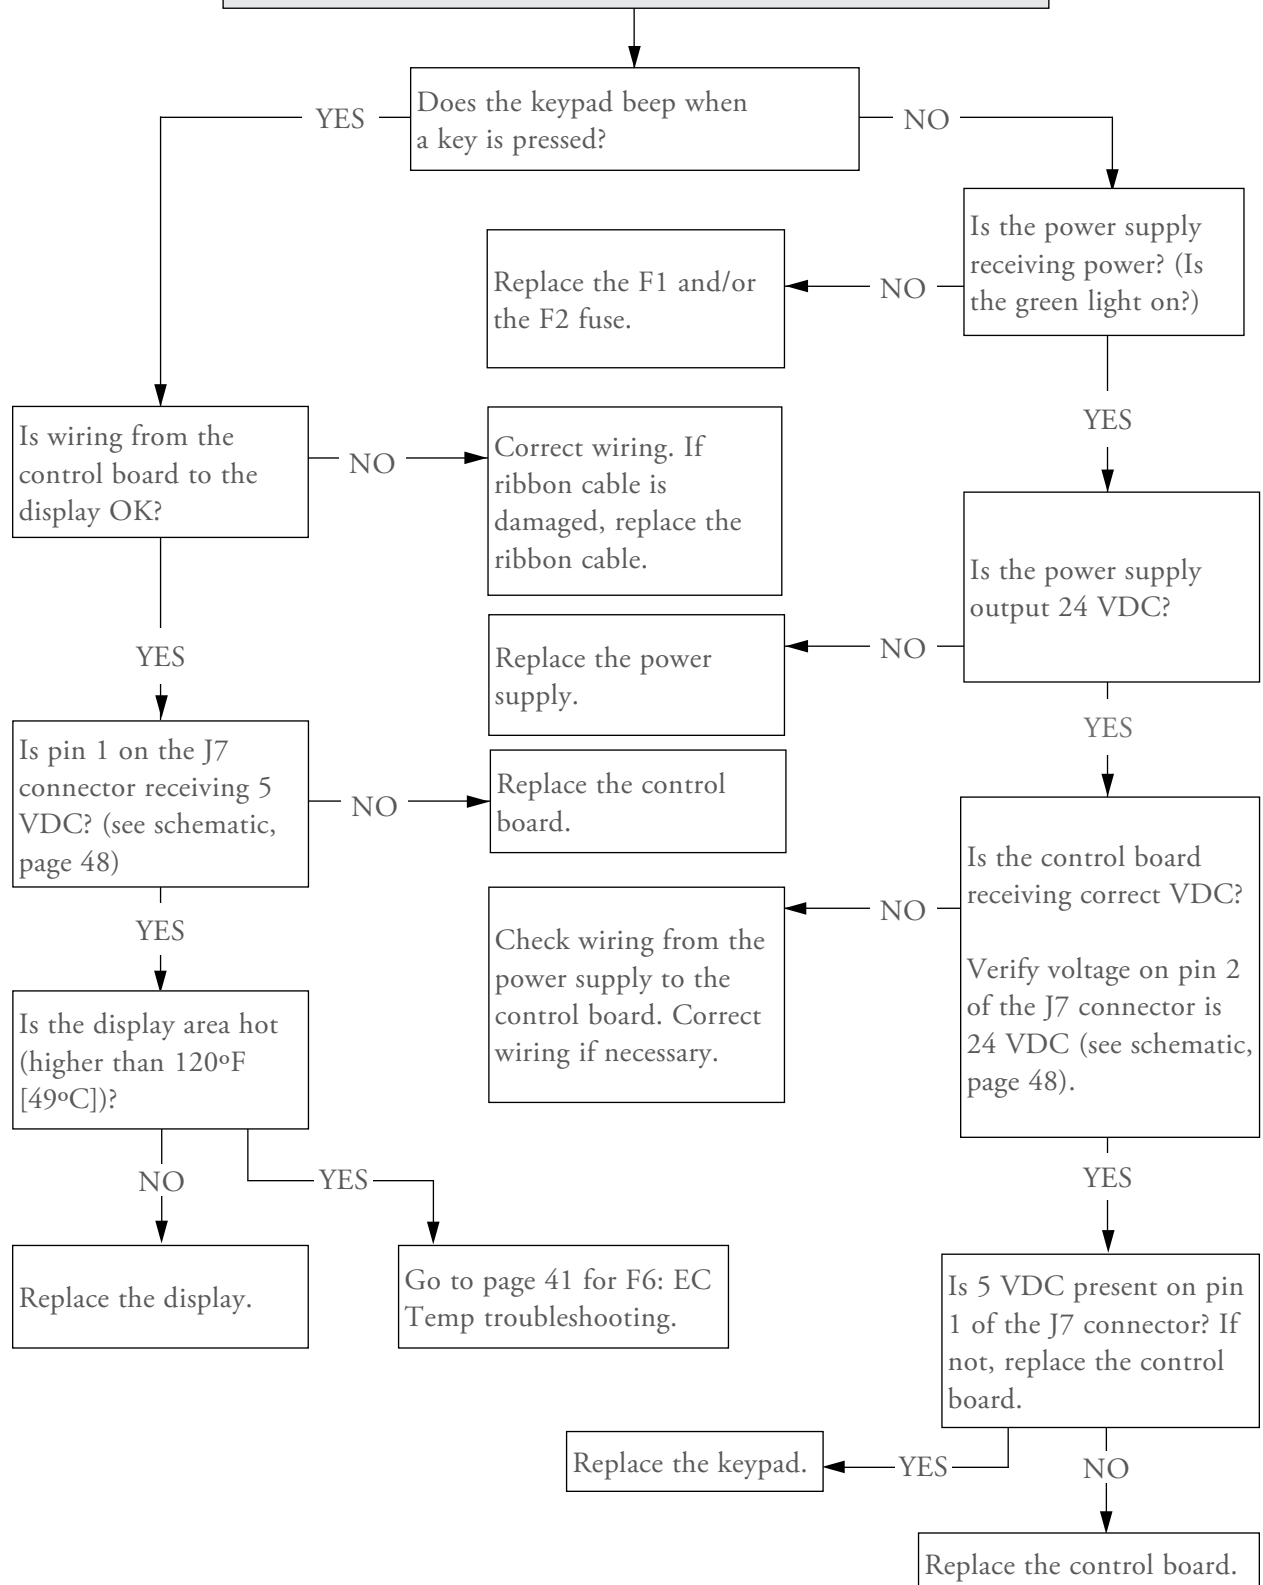 Does the keypad beep when
a key is pressed?
YES
NO
Is the power supply
receiving power? (Is
the green light on?)
NO
Replace the F1 and/or
the F2 fuse.
YES
Is wiring from the
control board to the
display OK?
NO
Correct wiring. If
ribbon cable is
damaged, replace the
ribbon cable.
Is the power supply
output 24 VDC?
NO
Replace the power
supply.
YES
YES
Is pin 1 on the J7
connector receiving 5
VDC? (see schematic,
page 48)
NO
Replace the control
board.
Is the control board
receiving correct VDC?
Verify voltage on pin 2
of the J7 connector is
24 VDC (see schematic,
page 48).
NO
Check wiring from the
power supply to the
control board. Correct
wiring if necessary.
YES
Is the display area hot
(higher than 120ºF
[49ºC])?
NO
YES
YES
Replace the display.
Go to page 41 for F6: EC
Temp troubleshooting.
Is 5 VDC present on pin
1 of the J7 connector? If
not, replace the control
board.
Replace the keypad.
YES
NO
Replace the control board.